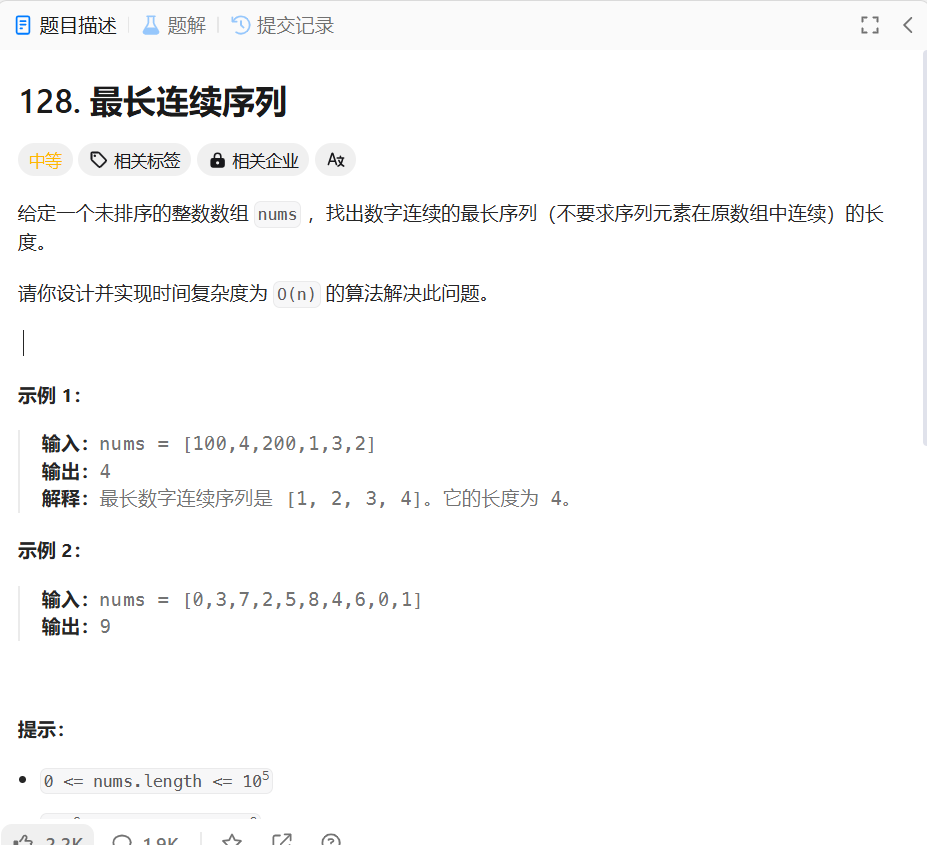 题目描述 题解 提交记录
128. 最长连续序列
中等 相关标签 相关企业
给定一个未排序的整数数组 nums ，找出数字连续的最长序列（不要求序列元素在原数组中连续）的长
度。
请你设计并实现时间复杂度为 O(n) 的算法解决此问题。
示例 1：
输入：nums = [100,4,200,1,3,2]
输出：4
解释：最长数字连续序列是 [1, 2, 3, 4]。它的长度为 4。
示例 2：
输入：nums = [0,3,7,2,5,8,4,6,0,1]
输出：9
提示：
0 <= nums.length <= 10⁵
2.2K 1.9K